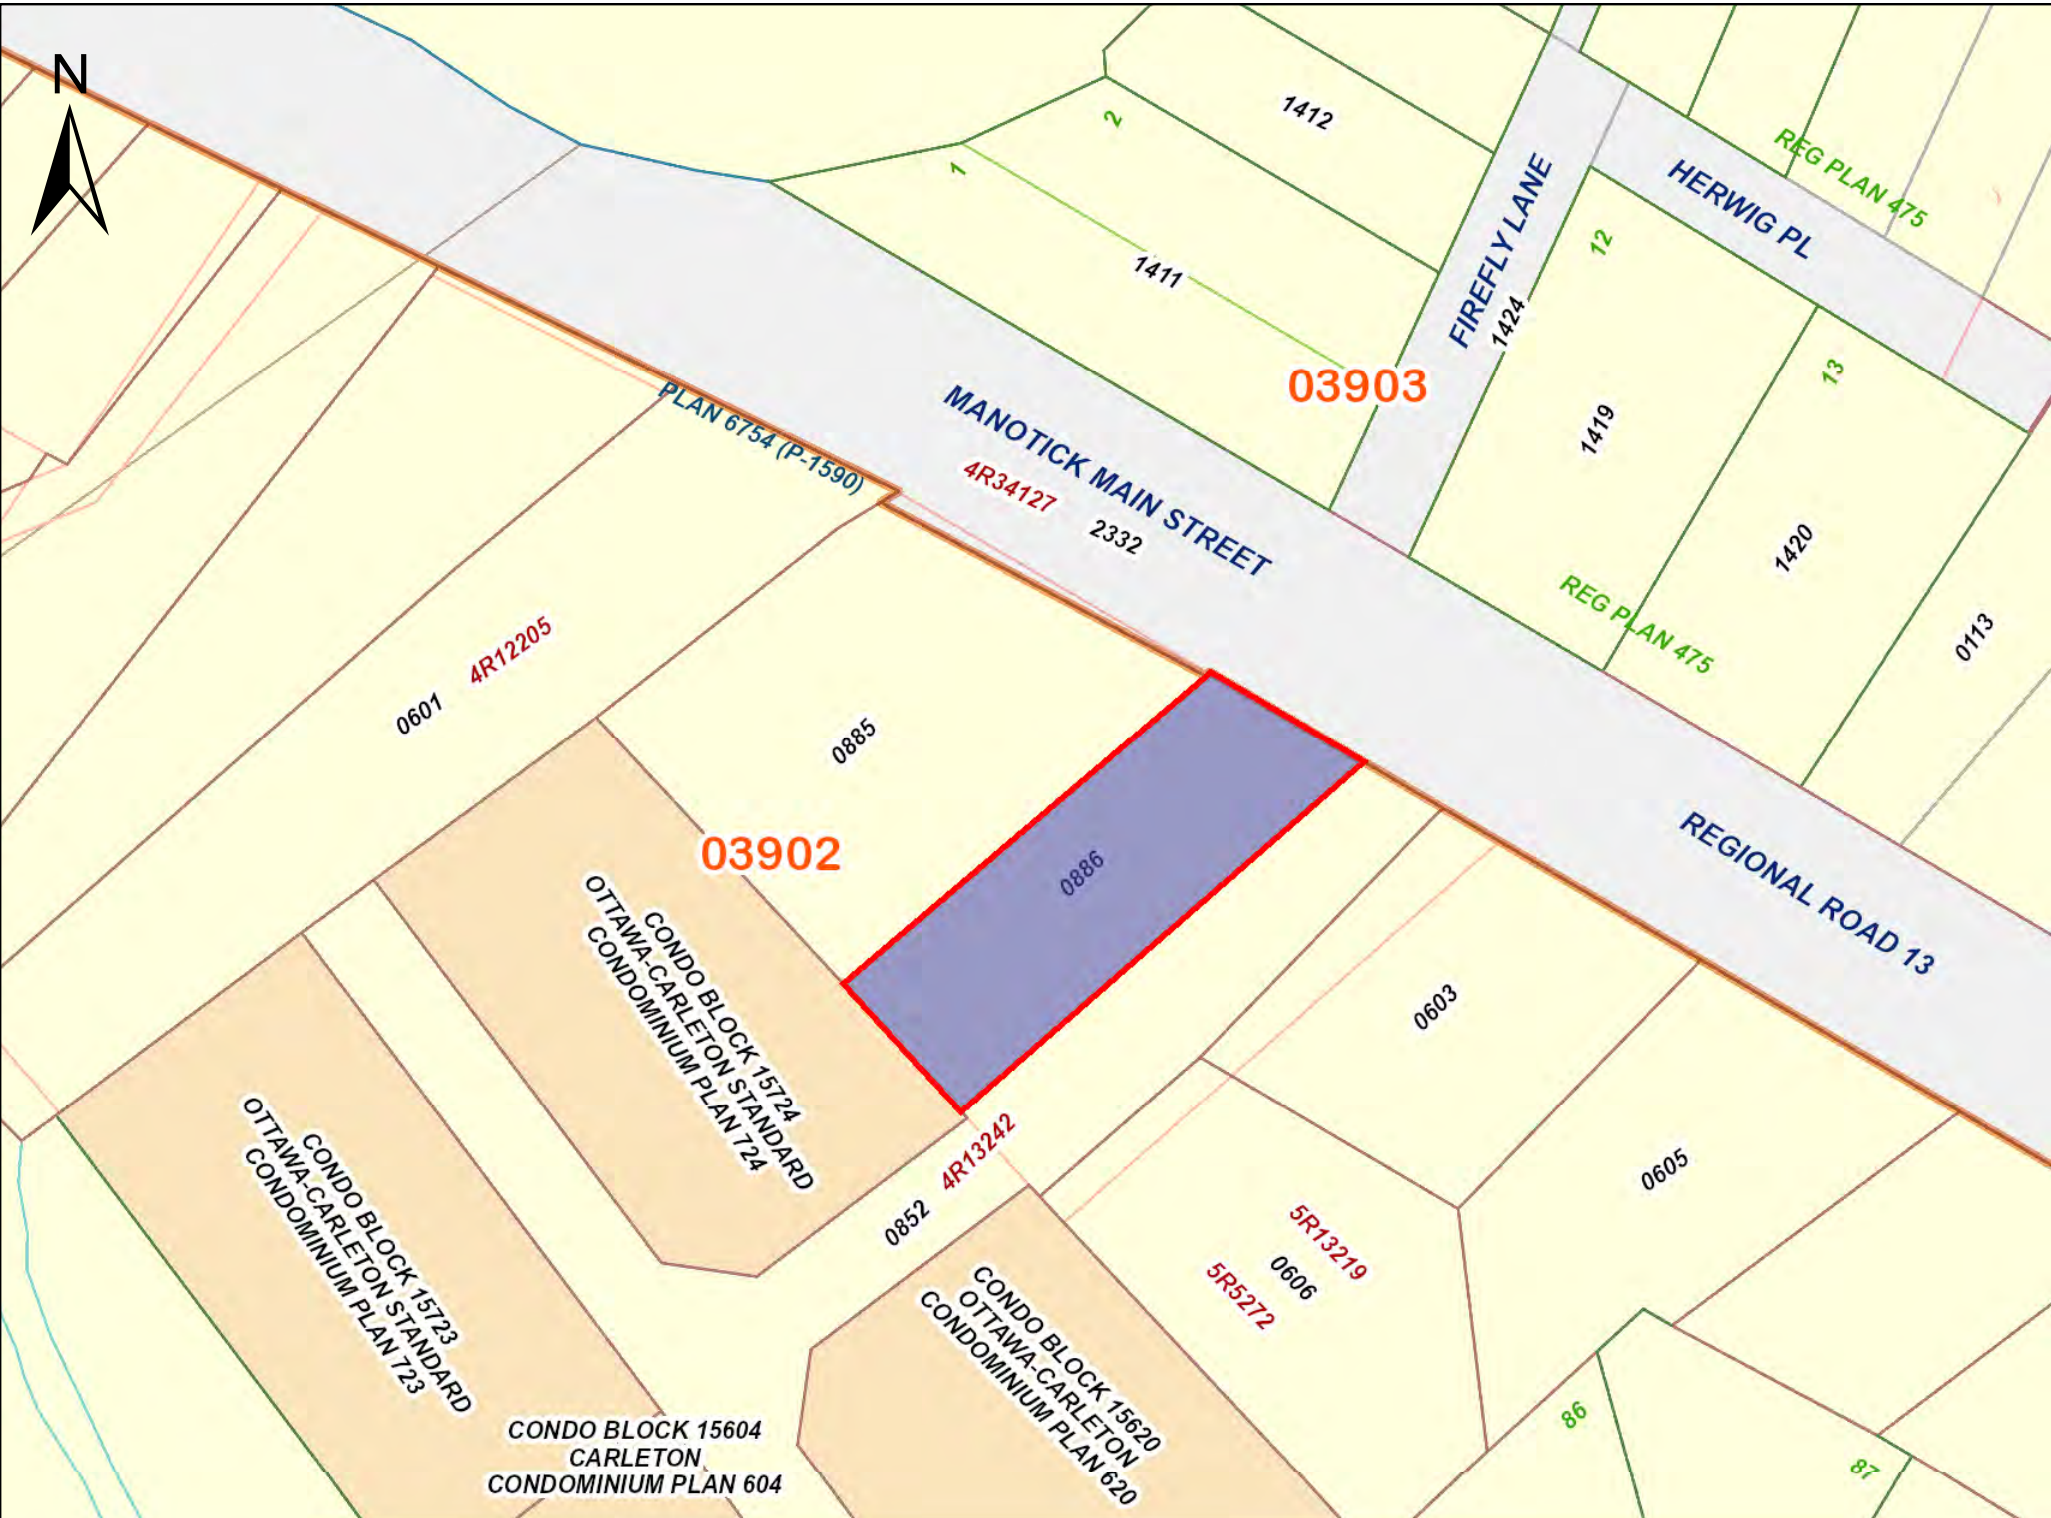 N
1412
2
1
1411
FIREFLY LANE
1424
HERWIG PL
REG PLAN 475
12
13
03903
1419
1420
0113
REG PLAN 475
PLAN 6754 (P-1590)
MANOTICK MAIN STREET
4R34127
2332
4R12205
0601
0885
03902
0886
REGIONAL ROAD 13
0603
0605
CONDO BLOCK 15724
OTTAWA-CARLETON STANDARD
CONDOMINIUM PLAN 724
4R13242
0852
CONDO BLOCK 15723
OTTAWA-CARLETON STANDARD
CONDOMINIUM PLAN 723
5R13219
0606
5R5272
CONDO BLOCK 15620
OTTAWA-CARLETON
CONDOMINIUM PLAN 620
CONDO BLOCK 15604
CARLETON
CONDOMINIUM PLAN 604
86
87